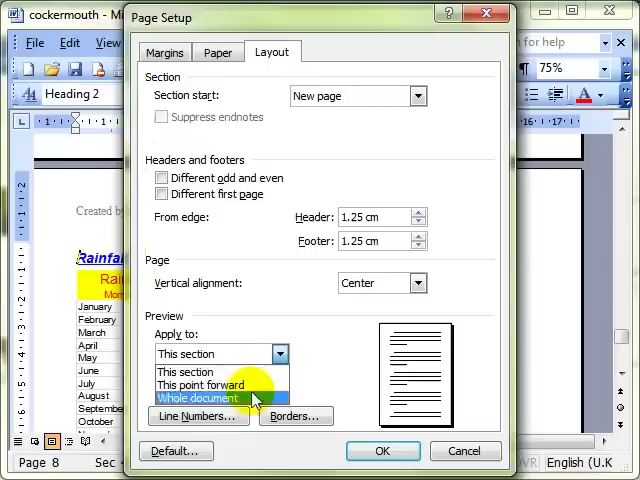 cockermouth - Mi
Page Setup
File Edit View
for help
Margins Paper Layout
75%
Heading 2
Section
Section start: New page
Suppress endnotes
Headers and footers
Different odd and even
Different first page
From edge: Header: 1.25 cm
Footer: 1.25 cm
Page
Vertical alignment: Center
Preview
Apply to:
This section
This section
This point forward
Whole document
Line Numbers... Borders...
Default... OK Cancel
Created by
Rainfal
Rai
Mon
January
February
March
April
May
June
July
August
September
October
Page 8 Sec English (U.K